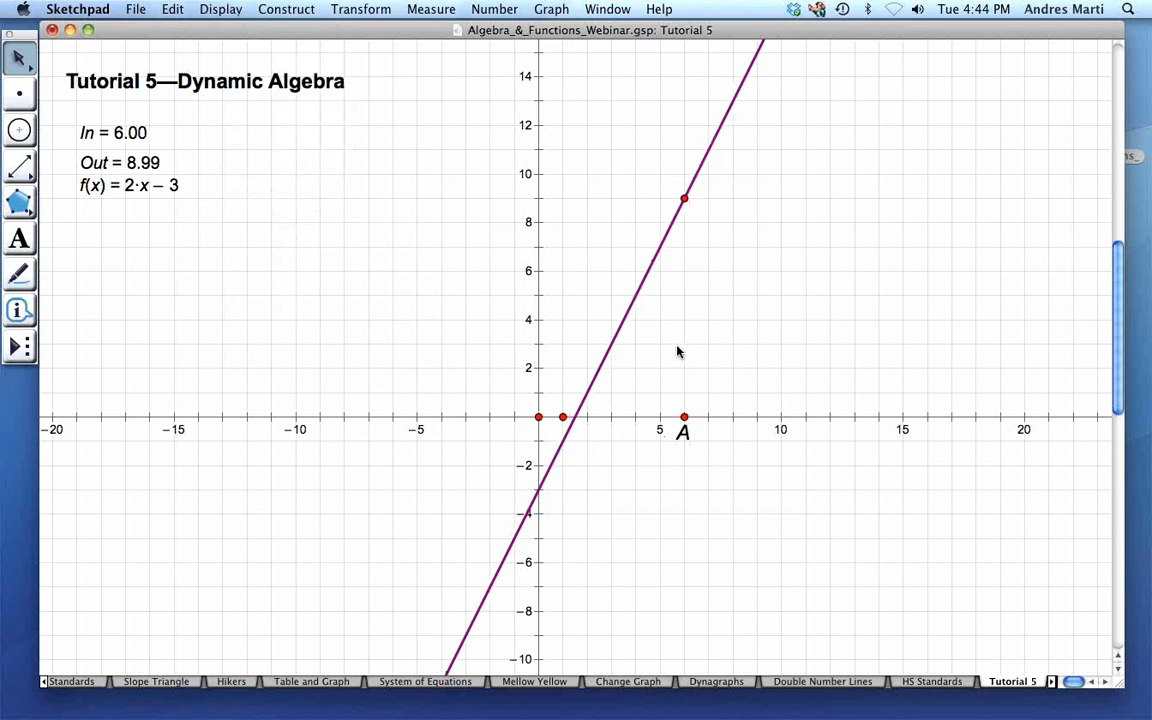 Sketchpad File Edit Display Construct Transform Measure Number Graph Window Help Tue 4:44 PM Andres Marti
Algebra_&_Functions_Webinar.gsp: Tutorial 5
Tutorial 5—Dynamic Algebra
In = 6.00
Out = 8.99
f(x) = 2·x − 3
A
14
12
10
8
6
4
2
−20 −15 −10 −5 5 10 15 20
A
−2
−4
−6
−8
−10
ns_
Standards Slope Triangle Hikers Table and Graph System of Equations Mellow Yellow Change Graph Dynagraphs Double Number Lines HS Standards Tutorial 5